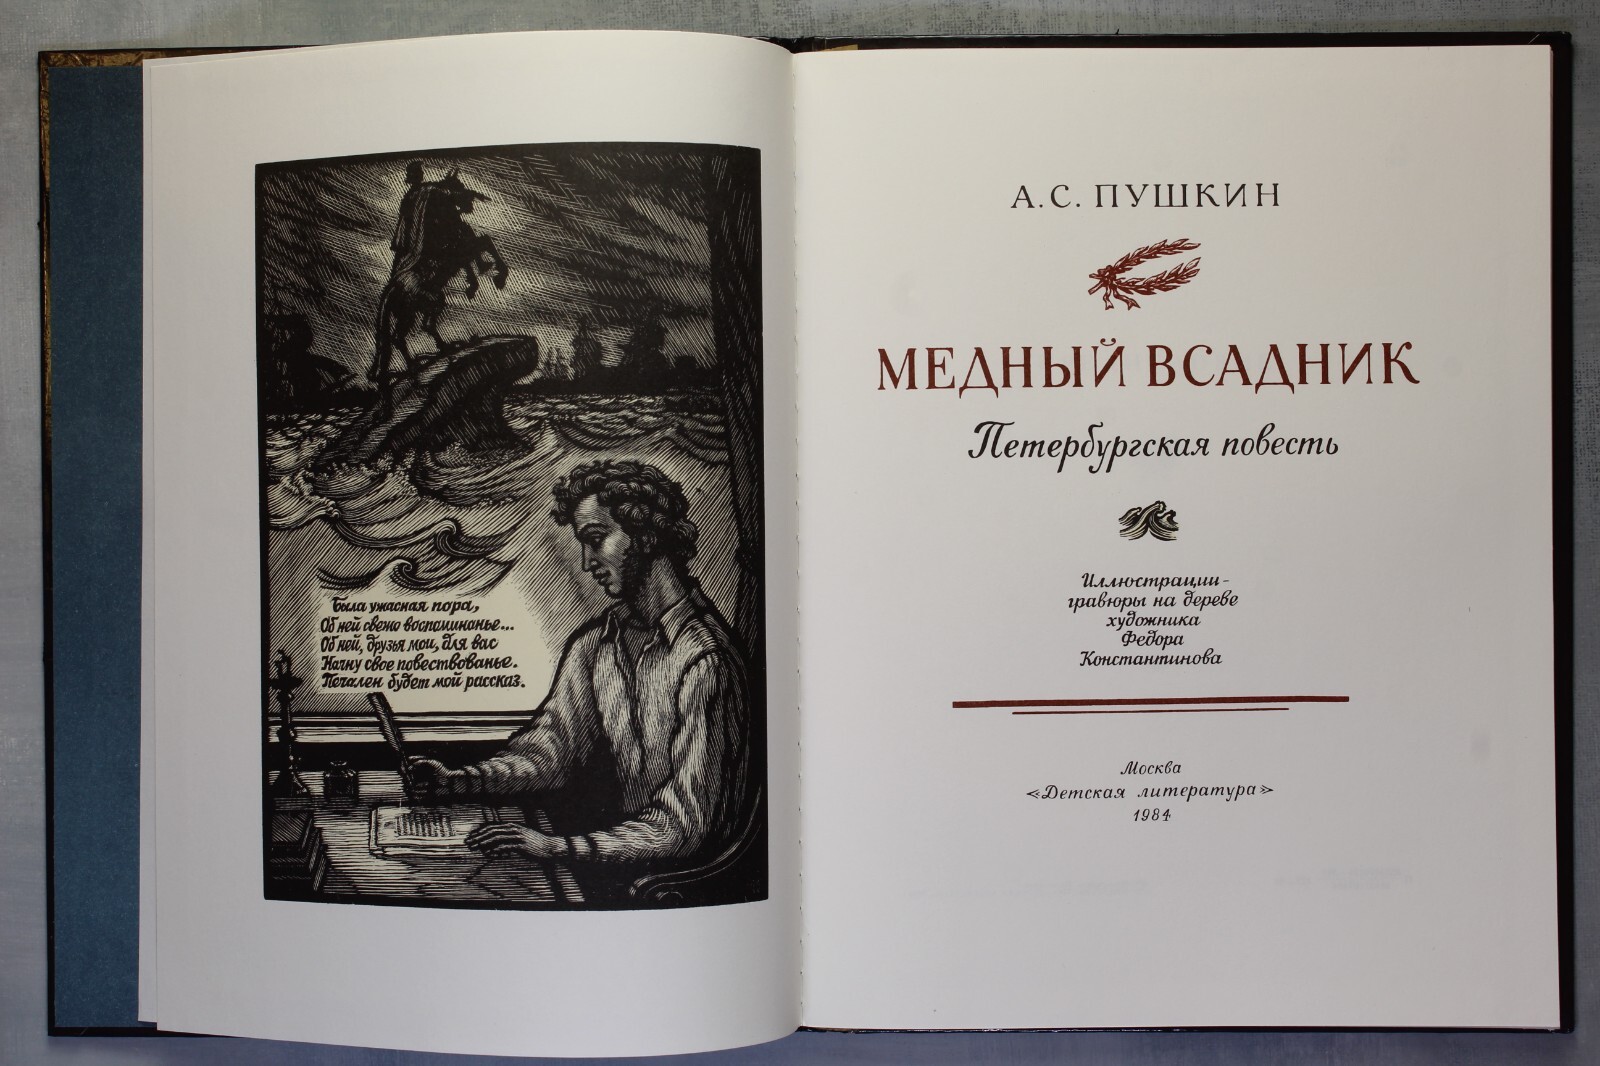 Была ужасная пора,
Об ней свежо воспоминанье...
Об ней, друзья мои, для вас
Начну свое повествованье.
Печален будет мой рассказ.
А.С. ПУШКИН
МЕДНЫЙ ВСАДНИК
Петербургская повесть
Иллюстрации-
гравюры на дереве
художника
Федора
Константинова
Москва
«Детская литература»
1984